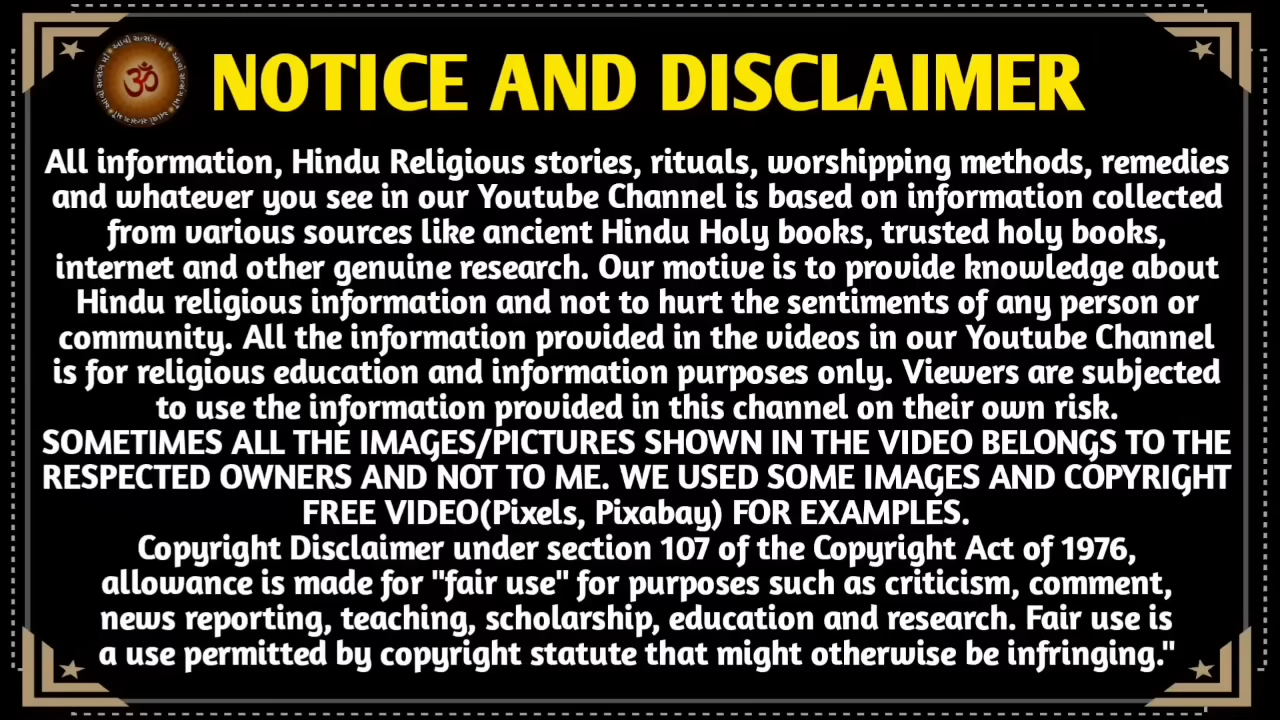 આવો સત્સંગ માં આવો સત્સંગ માં આવો સત્સંગ માં
ॐ
NOTICE AND DISCLAIMER
All information, Hindu Religious stories, rituals, worshipping methods, remedies
and whatever you see in our Youtube Channel is based on information collected
from various sources like ancient Hindu Holy books, trusted holy books,
internet and other genuine research. Our motive is to provide knowledge about
Hindu religious information and not to hurt the sentiments of any person or
community. All the information provided in the videos in our Youtube Channel
is for religious education and information purposes only. Viewers are subjected
to use the information provided in this channel on their own risk.
SOMETIMES ALL THE IMAGES/PICTURES SHOWN IN THE VIDEO BELONGS TO THE
RESPECTED OWNERS AND NOT TO ME. WE USED SOME IMAGES AND COPYRIGHT
FREE VIDEO(Pixels, Pixabay) FOR EXAMPLES.
Copyright Disclaimer under section 107 of the Copyright Act of 1976,
allowance is made for "fair use" for purposes such as criticism, comment,
news reporting, teaching, scholarship, education and research. Fair use is
a use permitted by copyright statute that might otherwise be infringing."